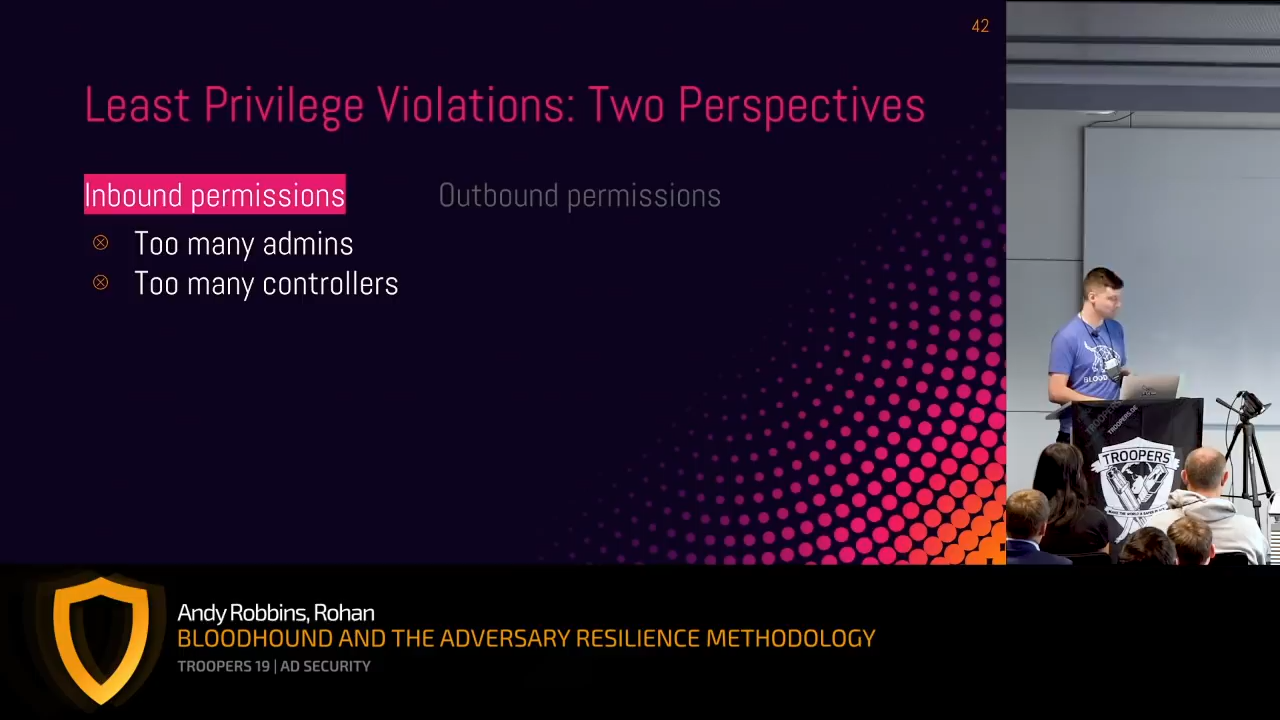 42
Least Privilege Violations: Two Perspectives
Inbound permissions
Outbound permissions
Too many admins
Too many controllers
TROOPERS
Andy Robbins, Rohan
BLOODHOUND AND THE ADVERSARY RESILIENCE METHODOLOGY
TROOPERS 19 | AD SECURITY